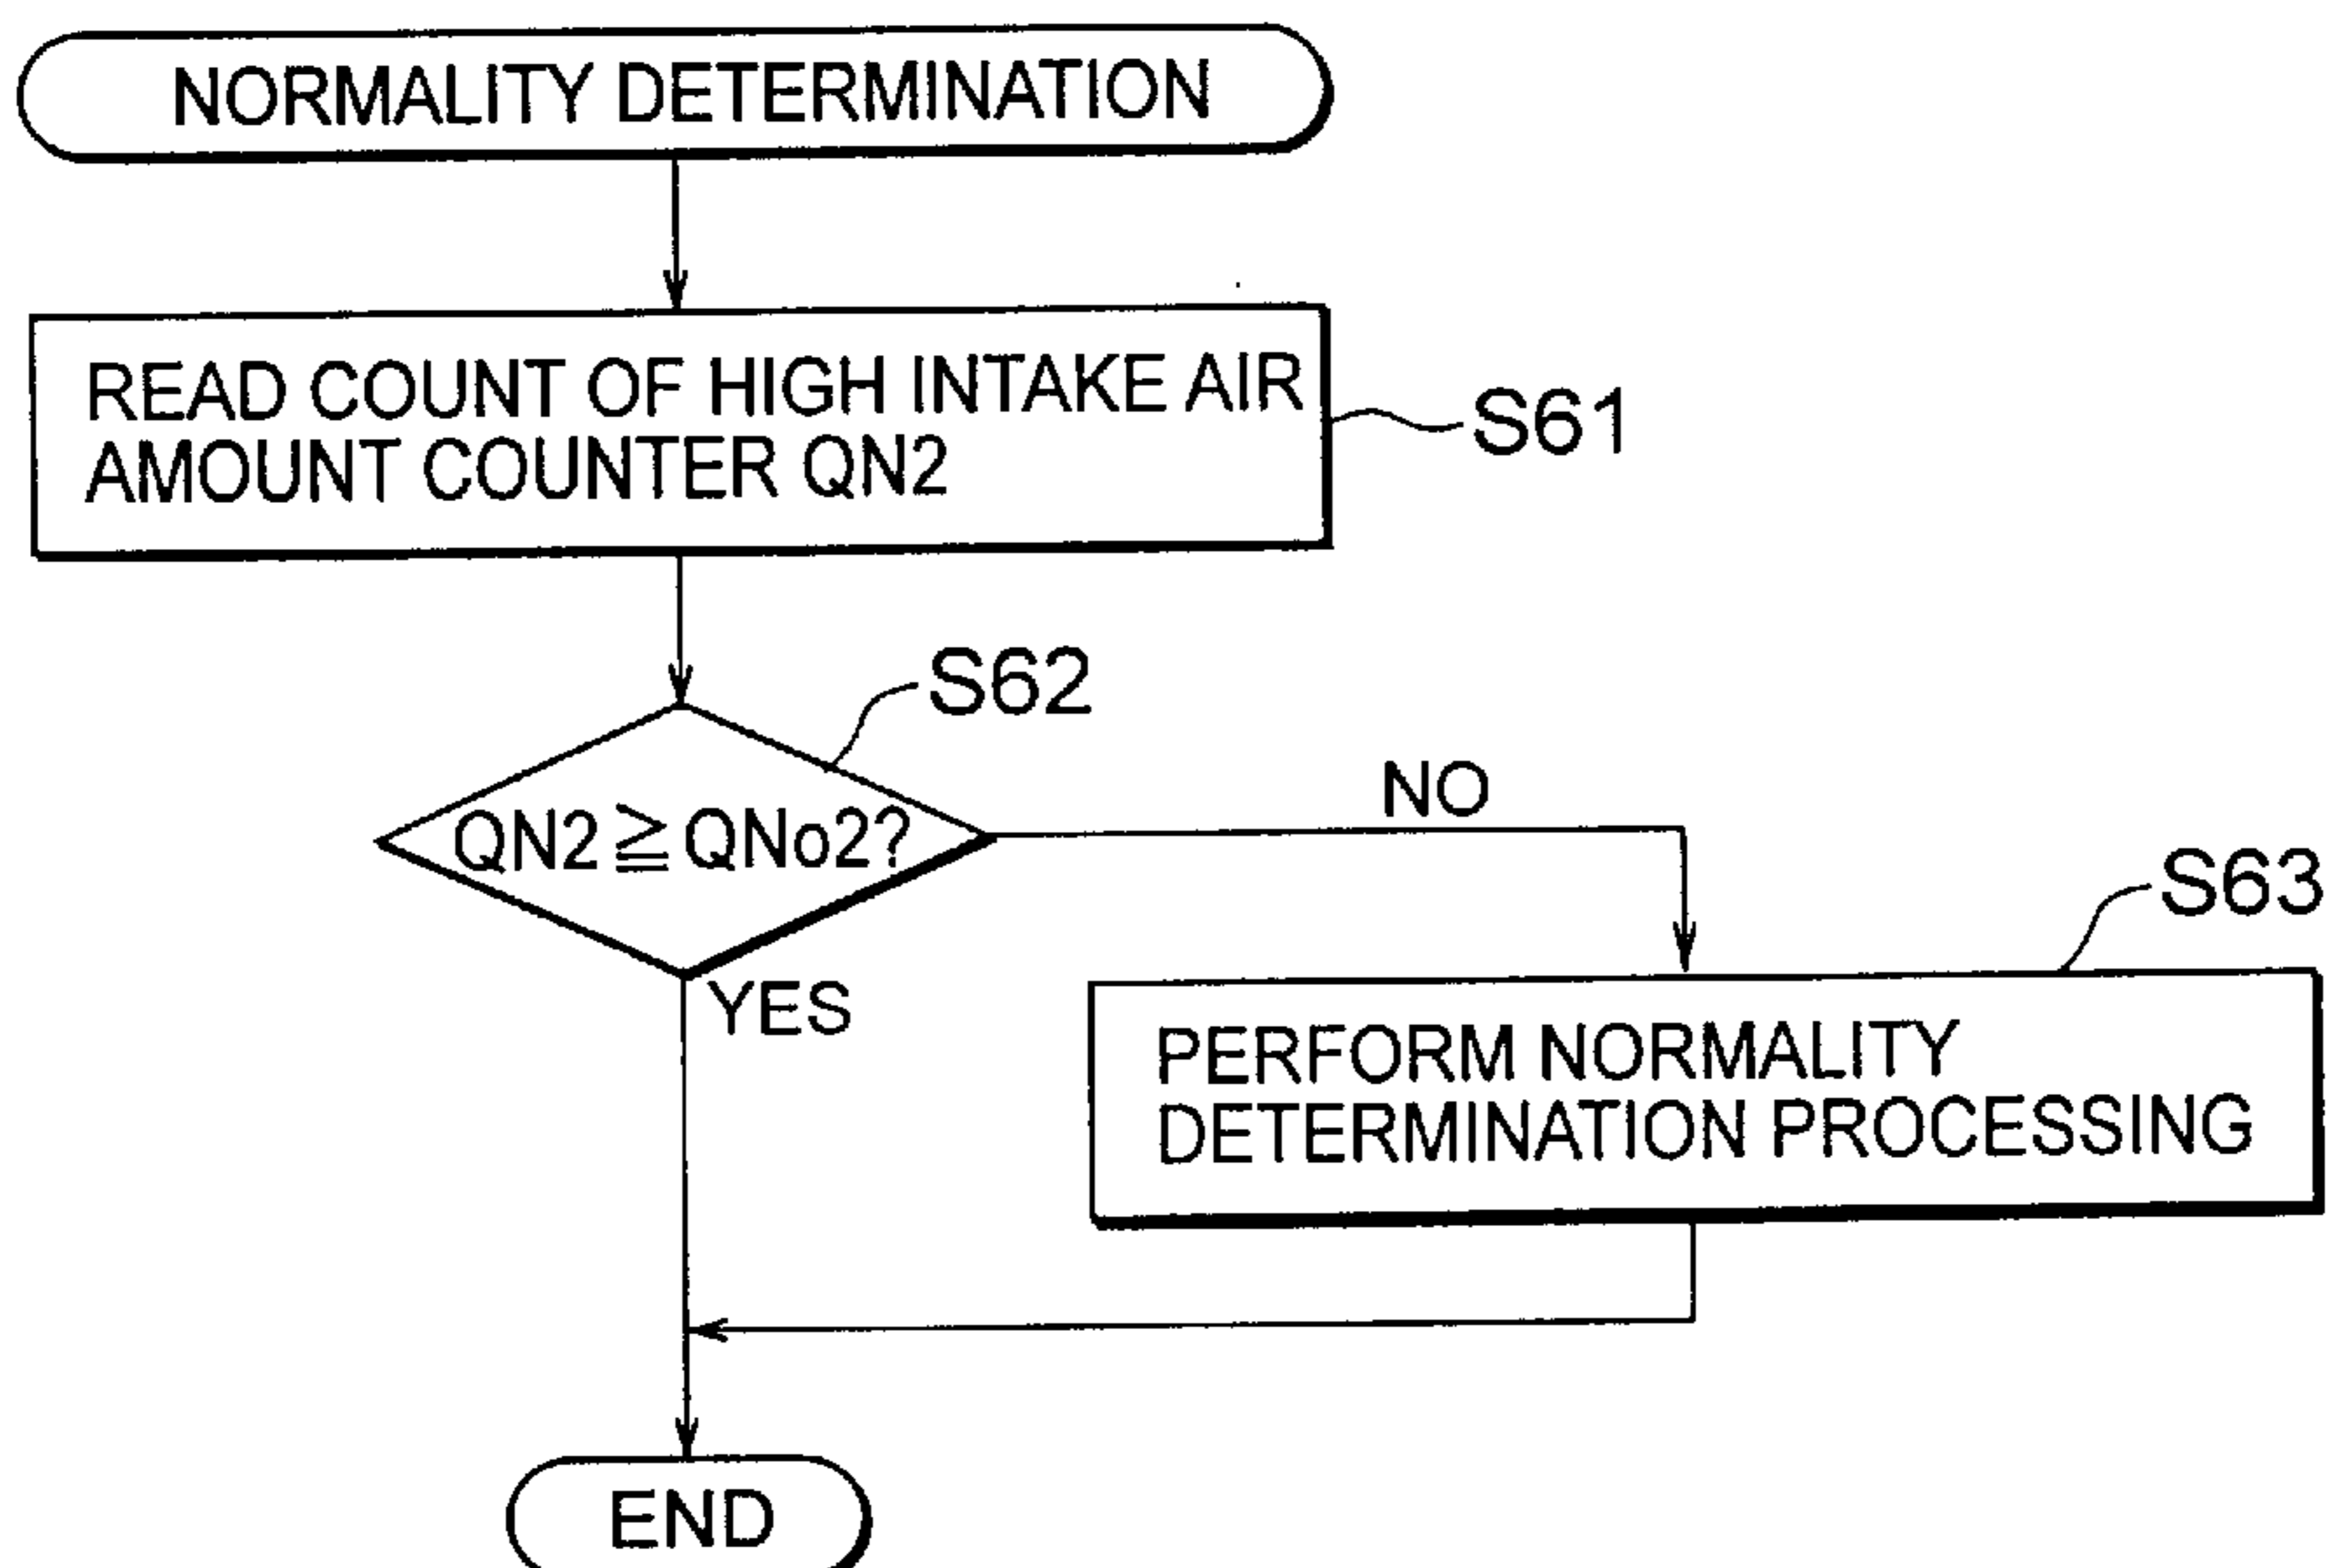 NORMALITY DETERMINATION
READ COUNT OF HIGH INTAKE AIR
AMOUNT COUNTER QN2
S61
S62
QN2≧QNo2?
NO
YES
S63
PERFORM NORMALITY
DETERMINATION PROCESSING
END